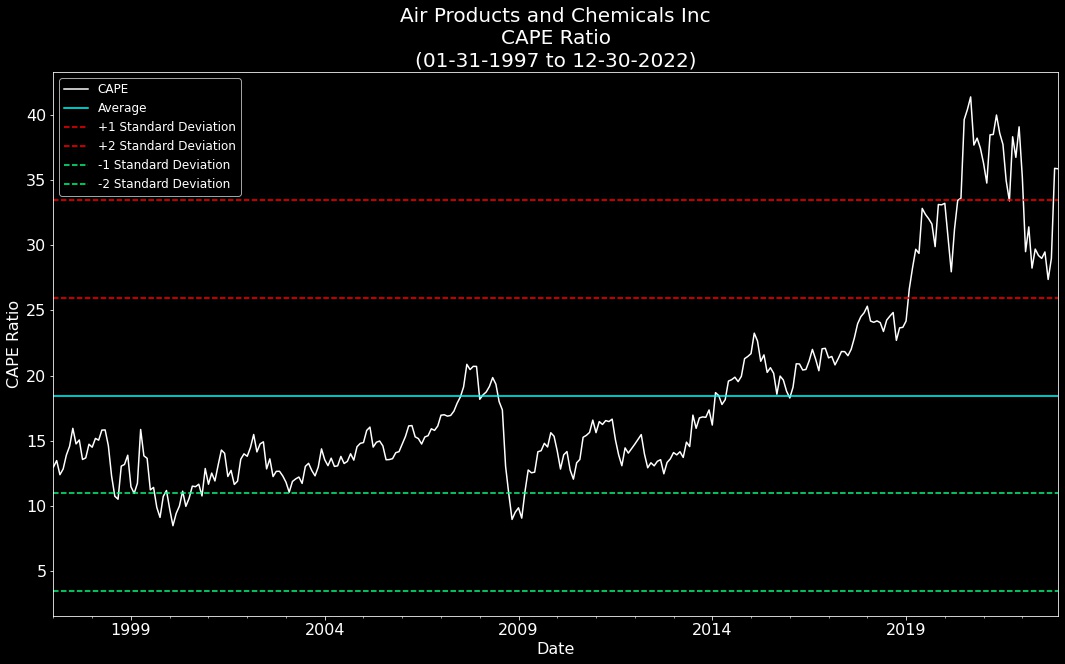 Air Products and Chemicals Inc
CAPE Ratio
(01-31-1997 to 12-30-2022)
CAPE
Average
+1 Standard Deviation
+2 Standard Deviation
-1 Standard Deviation
-2 Standard Deviation
40
35
30
25
20
15
10
5
CAPE Ratio
1999
2004
2009
2014
2019
Date